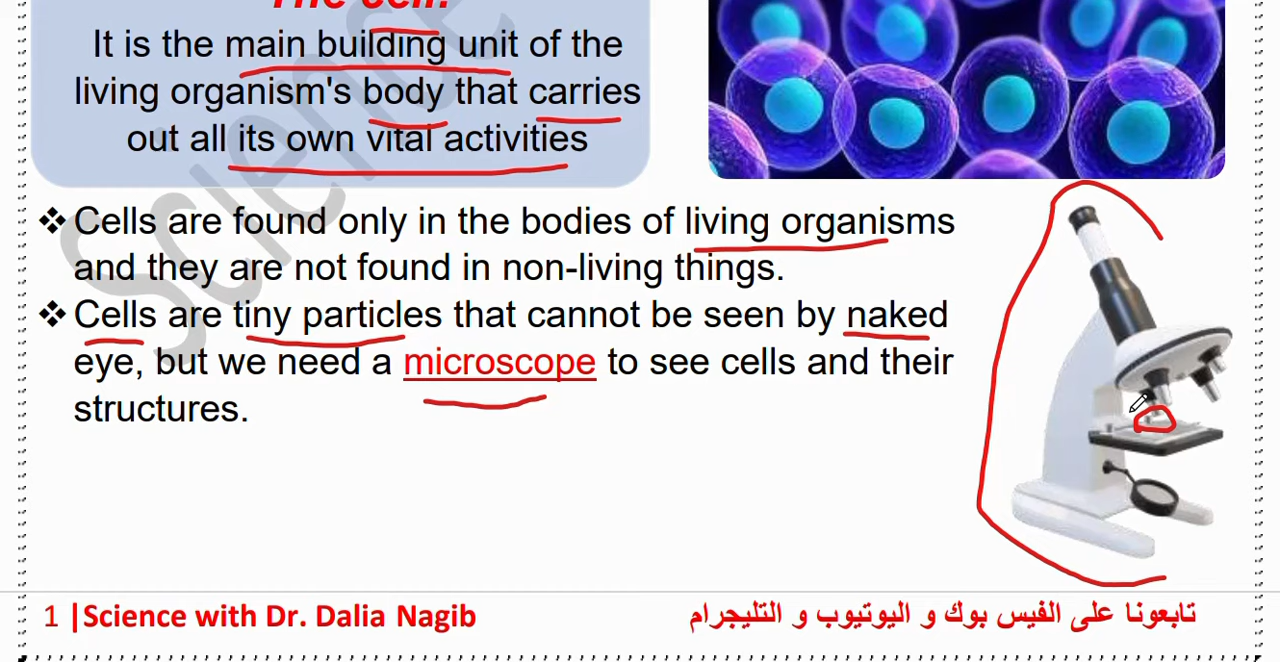 The cell:
It is the main building unit of the
living organism's body that carries
out all its own vital activities
❖ Cells are found only in the bodies of living organisms
and they are not found in non-living things.
❖ Cells are tiny particles that cannot be seen by naked
eye, but we need a microscope to see cells and their
structures.
Science
1 |Science with Dr. Dalia Nagib
تابعونا على الفيس بوك و اليوتيوب و التليجرام